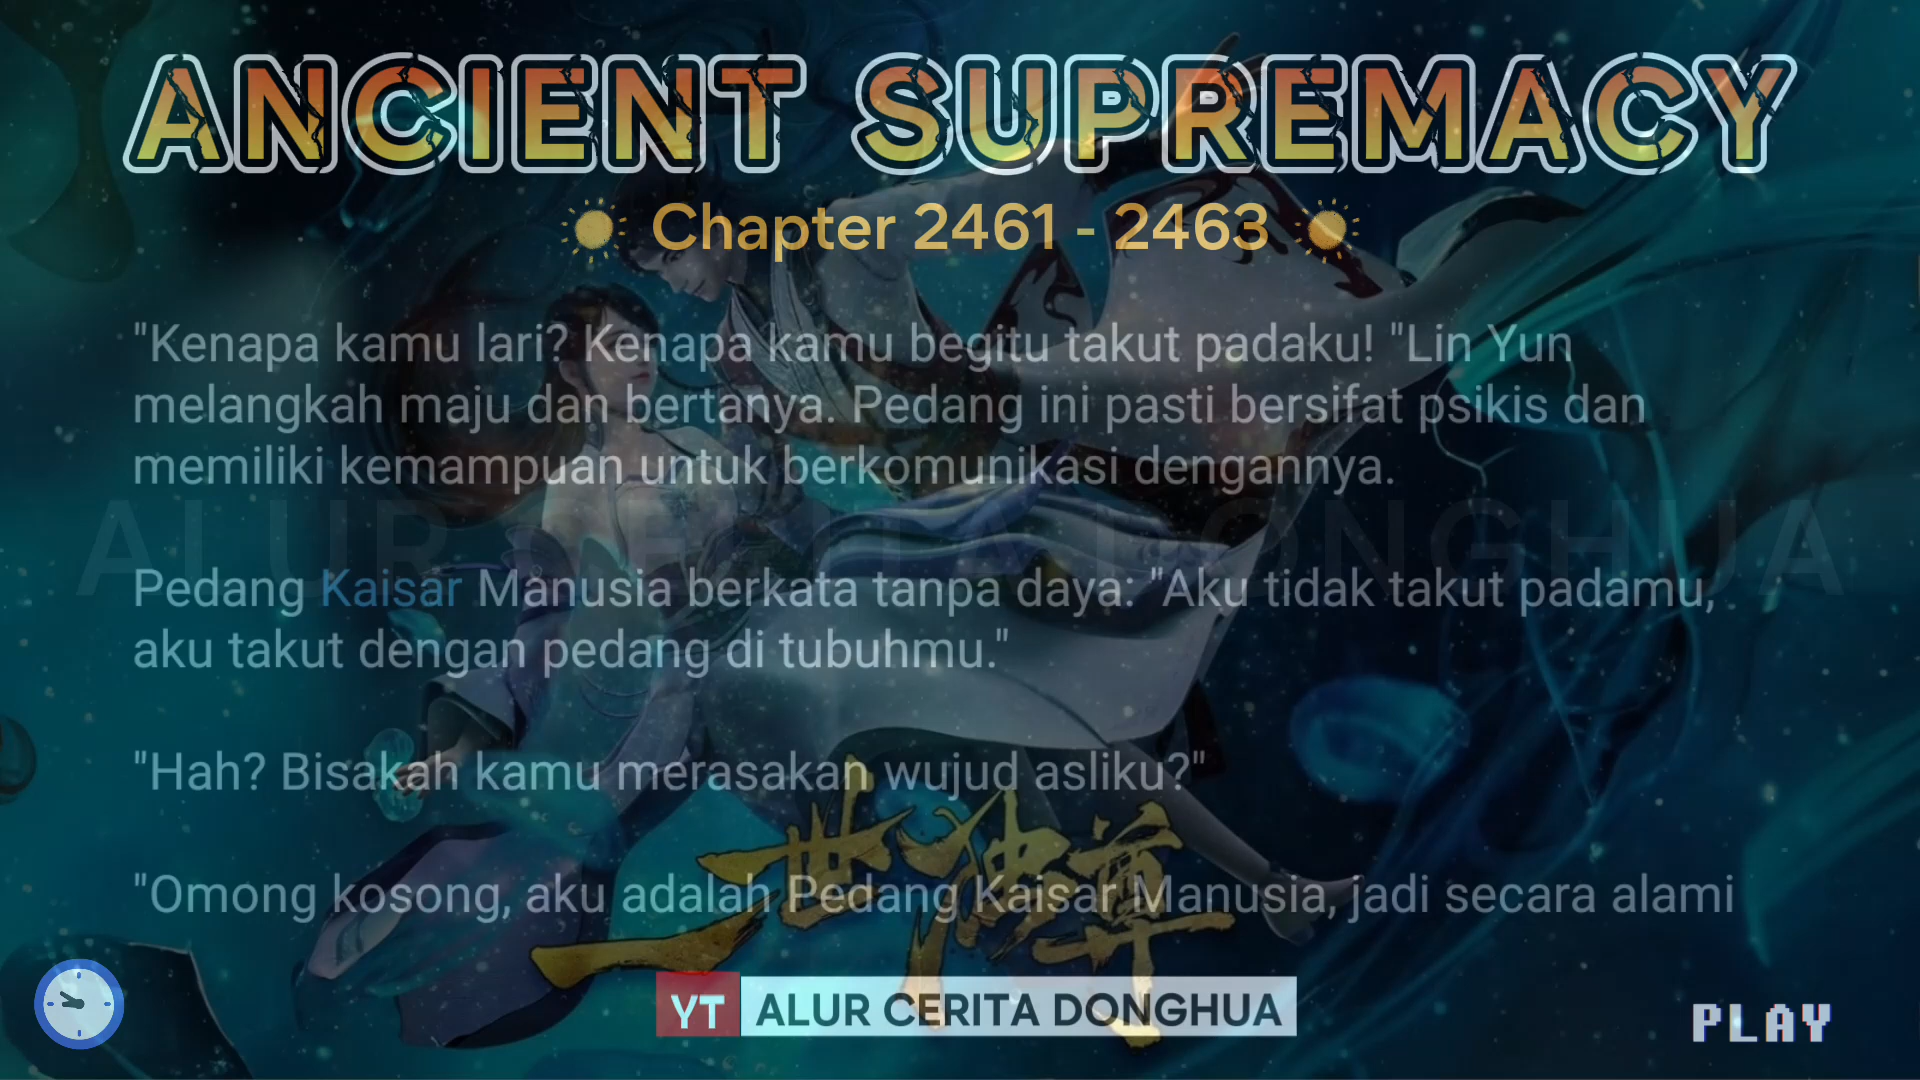 ANCIENT SUPREMACY
Chapter 2461 - 2463
"Kenapa kamu lari? Kenapa kamu begitu takut padaku! "Lin Yun
melangkah maju dan bertanya. Pedang ini pasti bersifat psikis dan
memiliki kemampuan untuk berkomunikasi dengannya.
ALUR CERITA DONGHUA
Pedang Kaisar Manusia berkata tanpa daya: "Aku tidak takut padamu,
aku takut dengan pedang di tubuhmu."
"Hah? Bisakah kamu merasakan wujud asliku?"
"Omong kosong, aku adalah Pedang Kaisar Manusia, jadi secara alami
一世独尊
YT ALUR CERITA DONGHUA
PLAY